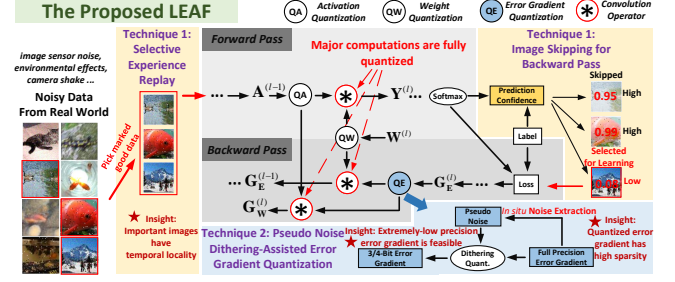 The Proposed LEAF
QA
Activation
Quantization
QW
Weight
Quantization
QE
Error Gradient
Quantization
*
Convolution
Operator
image sensor noise,
environmental effects,
camera shake ...
Noisy Data
From Real World
Pick marked
good data
Technique 1:
Selective
Experience
Replay
★ Insight:
Important images
have
temporal locality
Forward Pass
Major computations are fully
quantized
... A^(l-1)
QA
*
Y^(l) ...
Softmax
QW
W^(l)
Backward Pass
... G_E^(l-1)
*
QE
G_E^(l) ...
G_W^(l)
*
Technique 1:
Image Skipping for
Backward Pass
Prediction
Confidence
Label
Loss
Skipped
0.95 High
0.99 High
Selected
for Learning
Low
Technique 2: Pseudo Noise
Dithering-Assisted Error
Gradient Quantization
★ Insight: Extremely-low precision
error gradient is feasible
3/4-Bit Error
Gradient
Pseudo
Noise
In situ Noise Extraction
Dithering
Quant.
Full Precision
Error Gradient
★ Insight:
Quantized error
gradient has
high sparsity